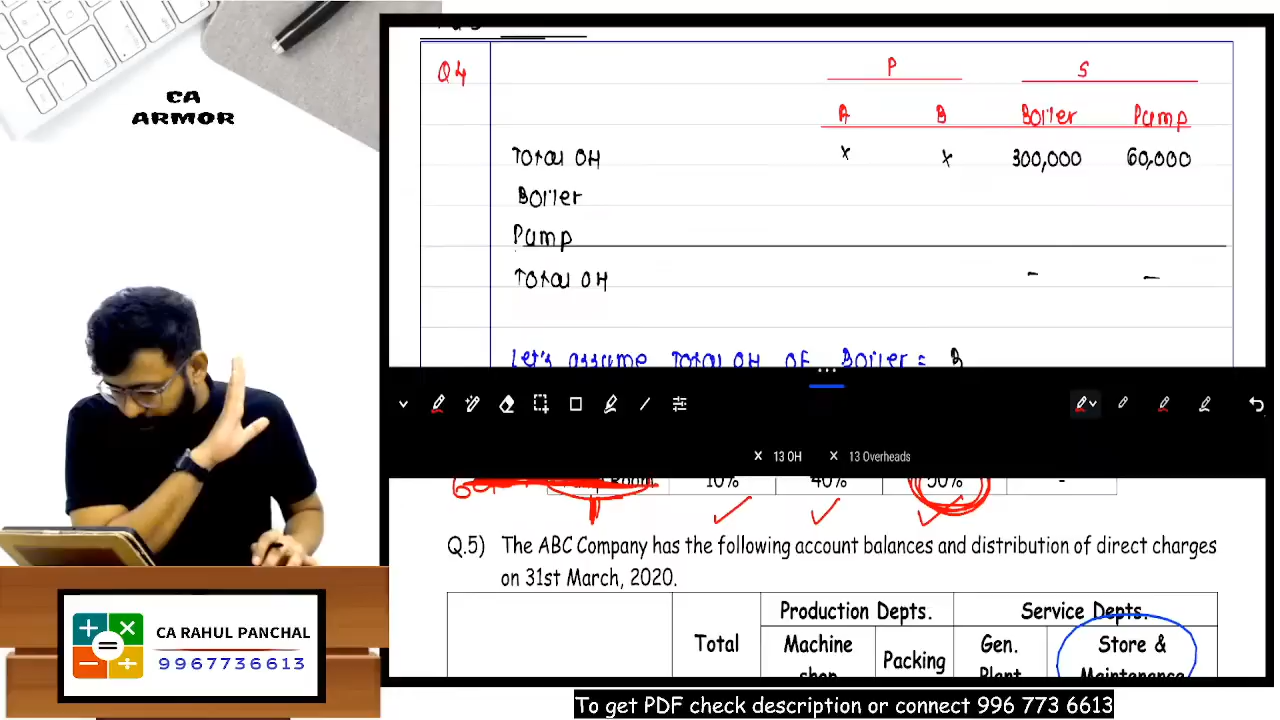 CA
ARMOR
Q4
P S
A B Boiler Pump
Total OH x x 300,000 60,000
Boiler
Pump
Total OH - -
Let's assume Total OH of Boiler = B
x 13 OH x 13 Overheads
10% 40% 50% -
Q.5) The ABC Company has the following account balances and distribution of direct charges
on 31st March, 2020.
Total Production Depts. Service Depts.
Machine shop Packing Gen. Plant Store & Maintenance
CA RAHUL PANCHAL
9967736613
To get PDF check description or connect 996 773 6613